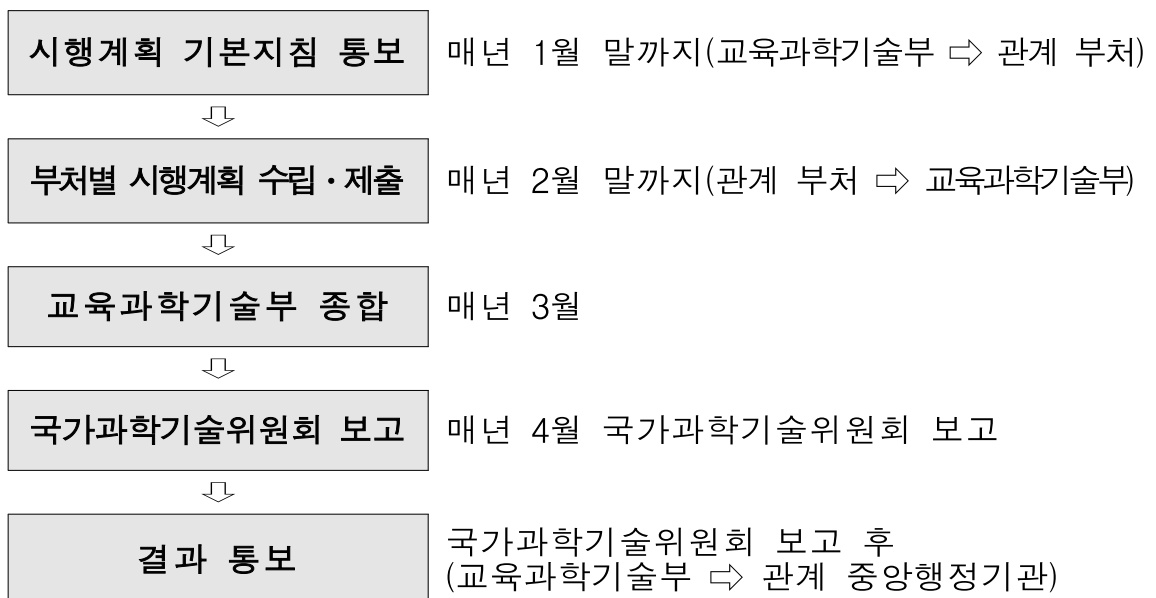 시행계획 기본지침 통보 매년 1월 말까지(교육과학기술부 ⇨ 관계 부처)
부처별 시행계획 수립·제출 매년 2월 말까지(관계 부처 ⇨ 교육과학기술부)
교육과학기술부 종합 매년 3월
국가과학기술위원회 보고 매년 4월 국가과학기술위원회 보고
결과 통보 국가과학기술위원회 보고 후
(교육과학기술부 ⇨ 관계 중앙행정기관)